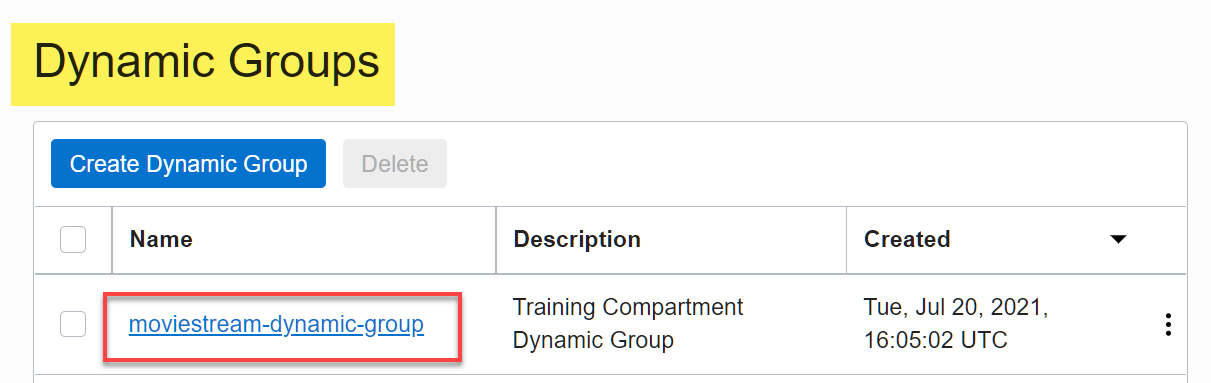 Dynamic Groups
Create Dynamic Group Delete
Name Description Created
moviestream-dynamic-group Training Compartment Tue, Jul 20, 2021,
Dynamic Group 16:05:02 UTC